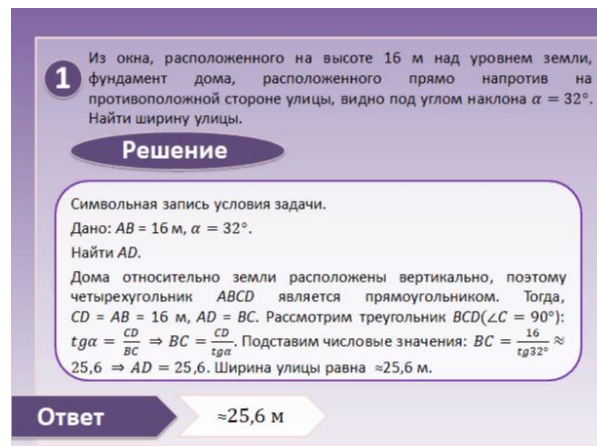 1
Из окна, расположенного на высоте 16 м над уровнем земли,
фундамент дома, расположенного прямо напротив на
противоположной стороне улицы, видно под углом наклона α = 32°.
Найти ширину улицы.
Решение
Символьная запись условия задачи.
Дано: AB = 16 м, α = 32°.
Найти AD.
Дома относительно земли расположены вертикально, поэтому
четырехугольник ABCD является прямоугольником. Тогда,
CD = AB = 16 м, AD = BC. Рассмотрим треугольник BCD(∠C = 90°):
tgα = CD/BC ⇒ BC = CD/tgα. Подставим числовые значения: BC = 16/tg32° ≈
25,6 ⇒ AD = 25,6. Ширина улицы равна ≈25,6 м.
Ответ
≈25,6 м